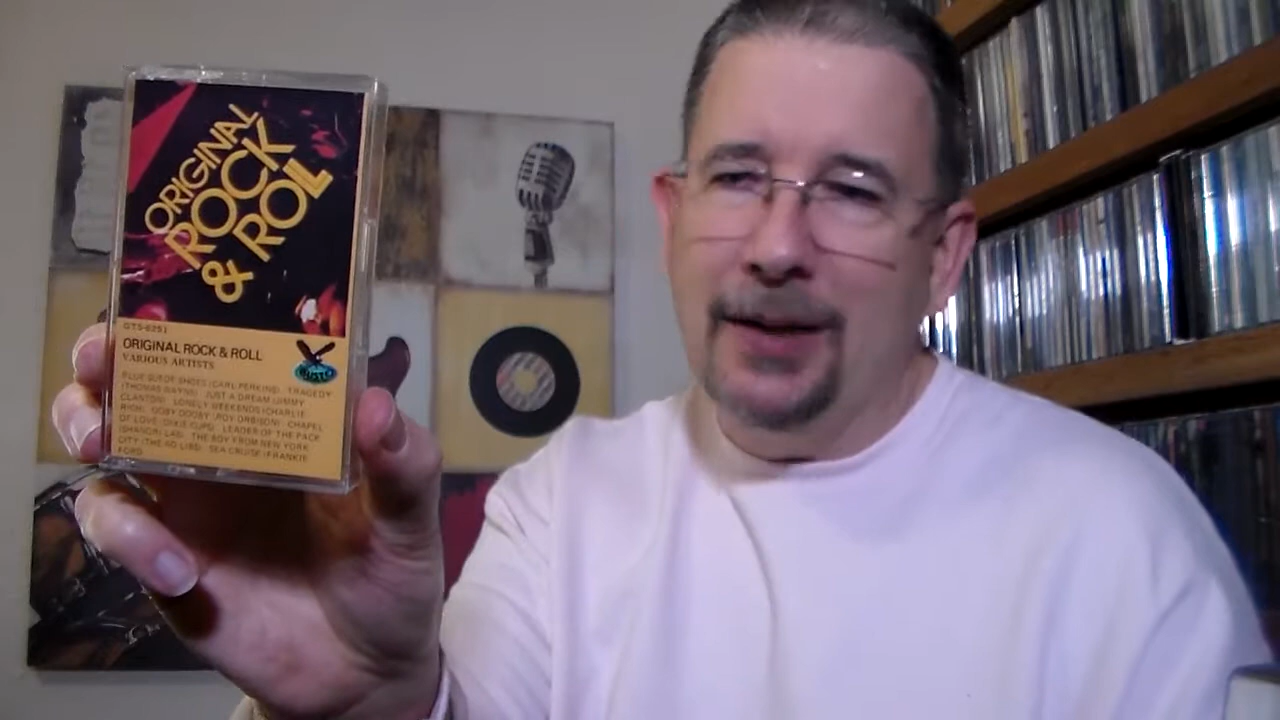 ORIGINAL
ROCK
& ROLL
GTS-8251
ORIGINAL ROCK & ROLL
VARIOUS ARTISTS
BLUE SUEDE SHOES (CARL PERKINS) TRAGEDY
(THOMAS WAYNE) JUST A DREAM (JIMMY
CLANTON) LONELY WEEKENDS (CHARLIE
RICH) OOBY DOOBY (ROY ORBISON) CHAPEL
OF LOVE (DIXIE CUPS) LEADER OF THE PACK
(SHANGRI LAS) THE BOY FROM NEW YORK
CITY (THE AD LIBS) SEA CRUISE (FRANKIE
FORD